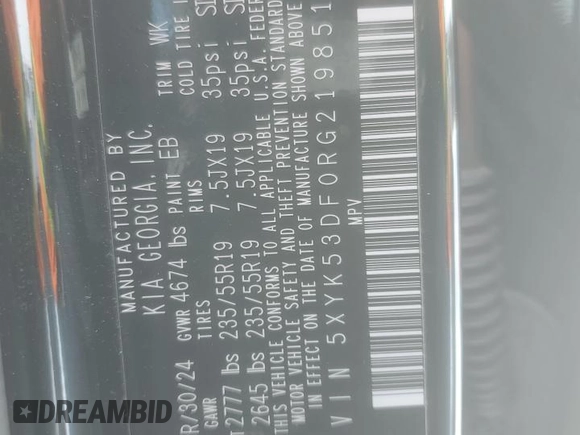 MANUFACTURED BY
KIA GEORGIA, INC.
R/30/24 GVWR 4674 lbs PAINT EB TRIM WK
GAWR TIRES RIMS COLD TIRE
T 2777 lbs 235/55R19 7.5JX19 35psi
2645 lbs 235/55R19 7.5JX19 35psi
THIS VEHICLE CONFORMS TO ALL APPLICABLE U.S.A. FEDER
MOTOR VEHICLE SAFETY AND THEFT PREVENTION STANDARD
IN EFFECT ON THE DATE OF MANUFACTURE SHOWN ABOVE
VIN 5XYK53DF0RG219851
MPV
DREAMBID